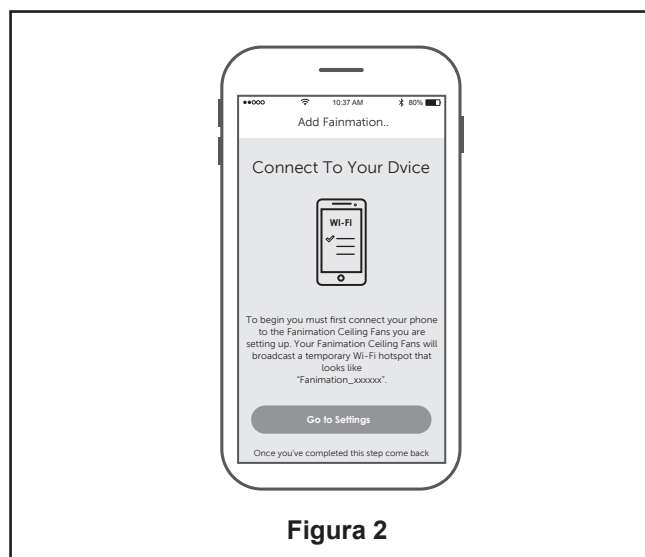 10:37 AM 80%
Add Fainmation..
Connect To Your Dvice
WI-FI
To begin you must first connect your phone
to the Fanimation Ceiling Fans you are
setting up. Your Fanimation Ceiling Fans will
broadcast a temporary Wi-Fi hotspot that
looks like
"Fanimation_xxxxxx".
Go to Settings
Once you've completed this step come back
Figura 2